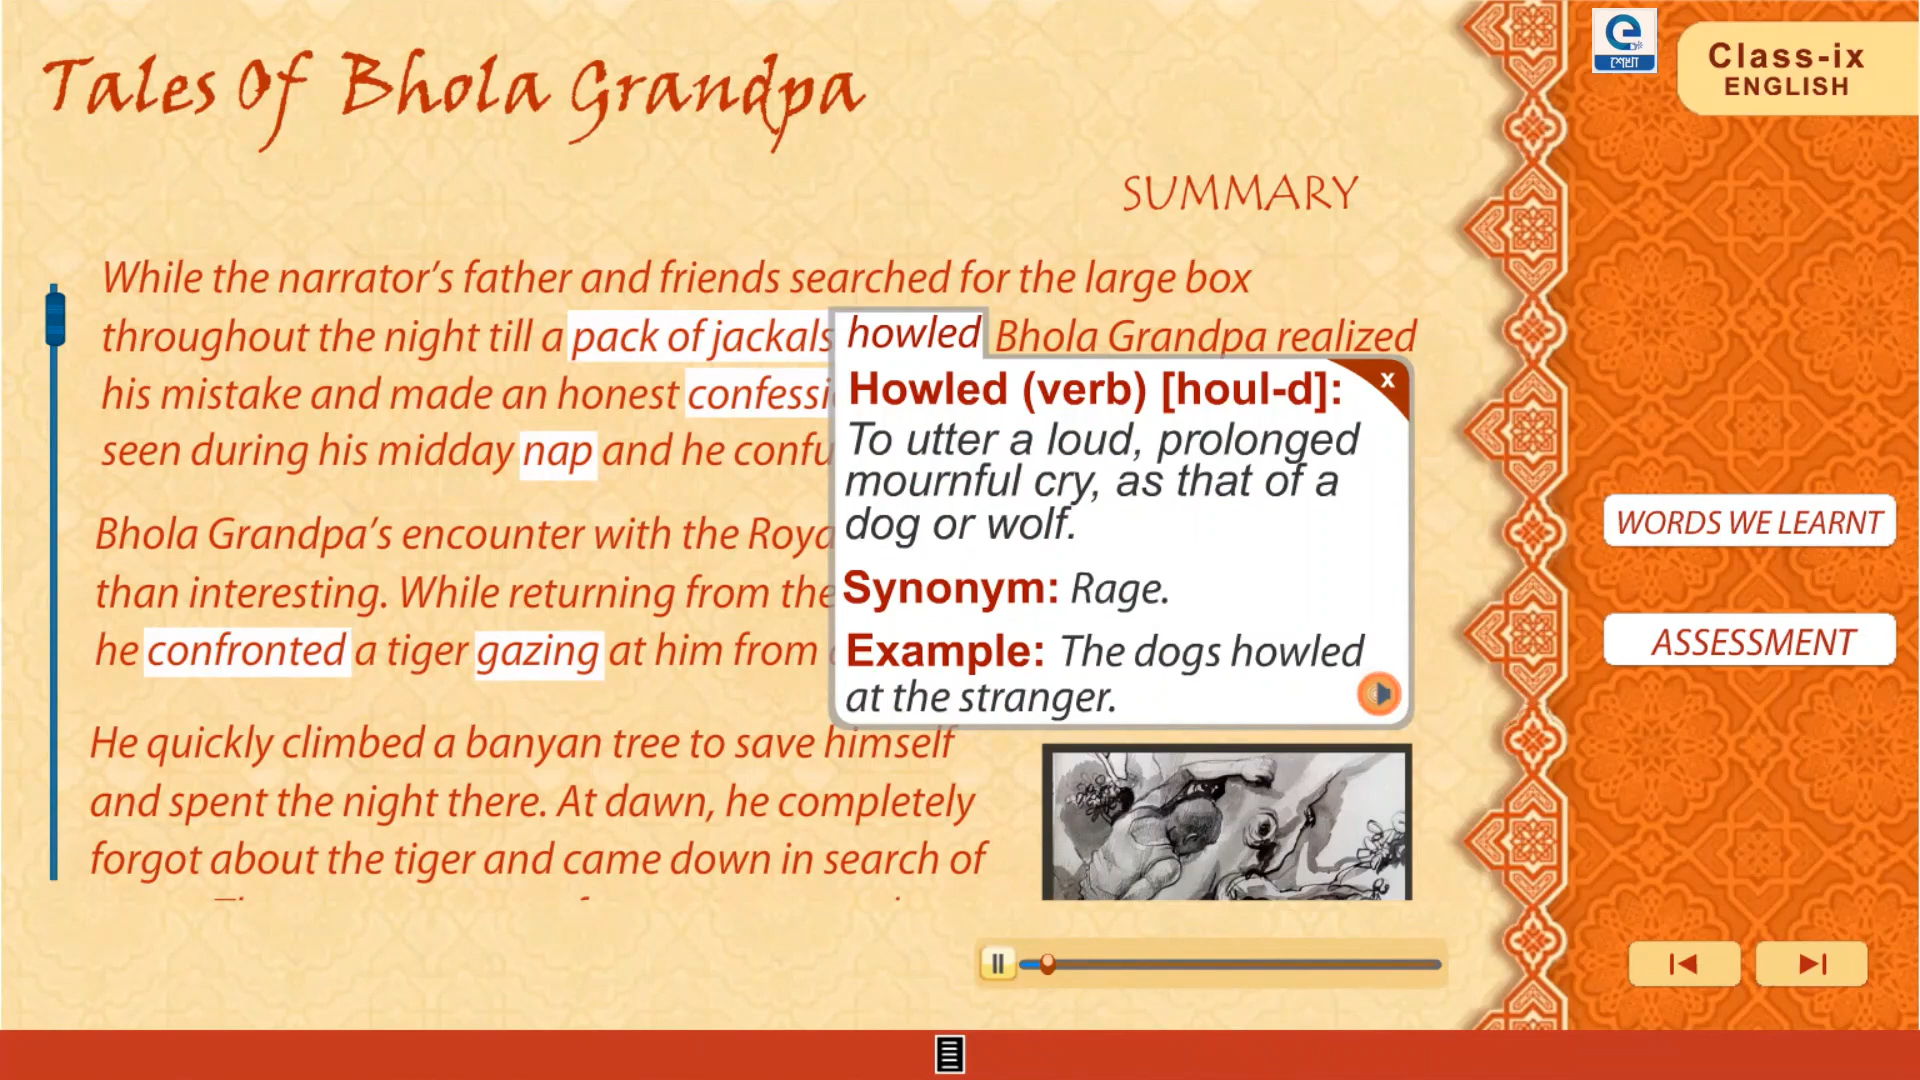 Tales Of Bhola Grandpa
শেখা
Class-ix
ENGLISH
SUMMARY
While the narrator's father and friends searched for the large box
throughout the night till a pack of jackals howled Bhola Grandpa realized
his mistake and made an honest
seen during his midday nap and he
Bhola Grandpa's encounter with the
than interesting. While returning from the
he confronted a tiger gazing at him from
Howled (verb) [houl-d]: x
To utter a loud, prolonged
mournful cry, as that of a
dog or wolf.
Synonym: Rage.
Example: The dogs howled
at the stranger.
He quickly climbed a banyan tree to save himself
and spent the night there. At dawn, he completely
forgot about the tiger and came down in search of
WORDS WE LEARNT
ASSESSMENT